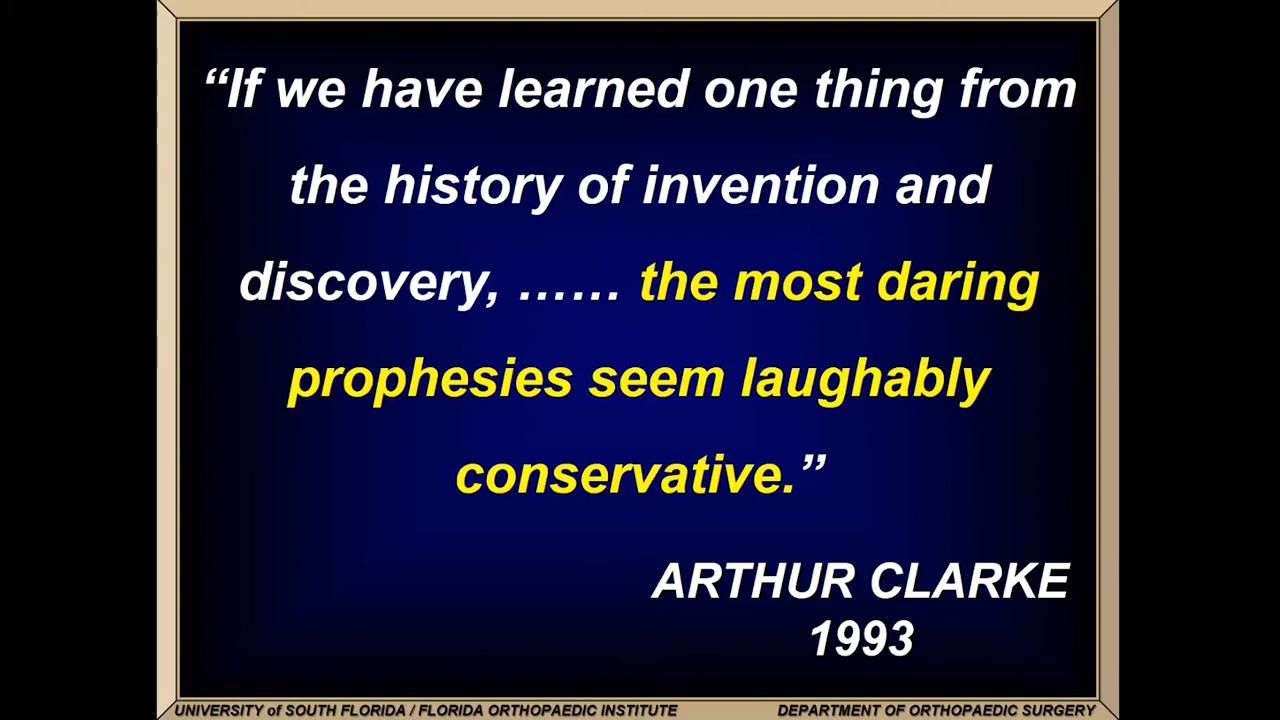 “If we have learned one thing from
the history of invention and
discovery, …… the most daring
prophesies seem laughably
conservative.”
ARTHUR CLARKE
1993
UNIVERSITY of SOUTH FLORIDA / FLORIDA ORTHOPAEDIC INSTITUTE
DEPARTMENT OF ORTHOPAEDIC SURGERY